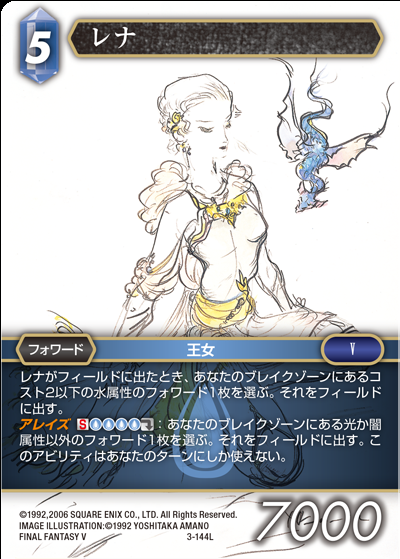 5
レナ
フォワード
王女
V
レナがフィールドに出たとき、あなたのブレイクゾーンにあるコ
スト2以下の水属性のフォワード1枚を選ぶ。それをフィールド
に出す。
アレイズ S :あなたのブレイクゾーンにある光か闇
属性以外のフォワード1枚を選ぶ。それをフィールドに出す。こ
のアビリティはあなたのターンにしか使えない。
©1992,2006 SQUARE ENIX CO., LTD. All Rights Reserved.
IMAGE ILLUSTRATION:©1992 YOSHITAKA AMANO
FINAL FANTASY V 3-144L
7000